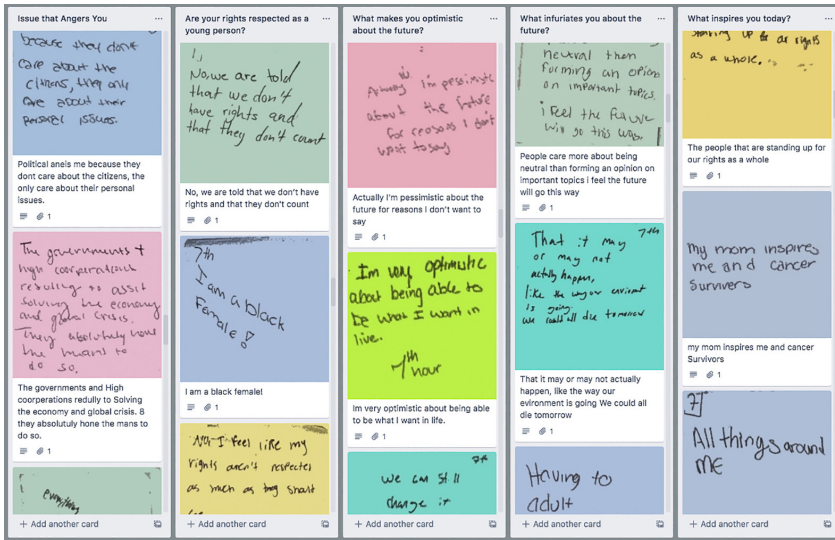 Issue that Angers You
...
because they dont
care about the
citizens, they only
care about their
personal issues.
Political aneis me because they
dont care about the citizens, the
only care about their personal
issues.
1
The governments +
high coorperations
to assist
solving the economy
and global crisis.
They absolutely have
the means to
do so.
The governments and High
coorperations redully to Solving
the economy and global crisis. 8
they absolutuly hone the mans to
do so.
1
everything
+ Add another card
Are your rights respected as a
young person?
...
No, we are told
that we don't
have rights and
that they don't count
No, we are told that we don't have
rights and that they don't count
1
7th
I am a black
Female!
I am a black female!
1
No I feel like my
rights aren't respected
as much as they should
+ Add another card
What makes you optimistic
about the future?
...
Actually I'm pessimistic
about the future
for reasons I don't
want to say
Actually I'm pessimistic about the
future for reasons I don't want to
say
1
Im very optimistic
about being able to
be what I want in
live.
7th
hour
Im very optimistic about being able
to be what I want in life.
1
7th
we can still
change it
+ Add another card
What infuriates you about the
future?
...
neutral then
forming an opinion
on important topics.
i feel the future
will go this way.
People care more about being
neutral than forming an opinion on
important topics i feel the future
will go this way
1
7th
That it may
or may not
actully happen,
like the way our enviroment
is going
we could all die tomorrow
That it may or may not actually
happen, like the way our
evironment is going We could all
die tomorrow
1
Having to
adult
+ Add another card
What inspires you today?
...
standing up for our rights
as a whole.
The people that are standing up for
our rights as a whole
1
my mom inspires
me and cancer
survivers
my mom inspires me and cancer
Survivors
1
7
All things around
ME
+ Add another card